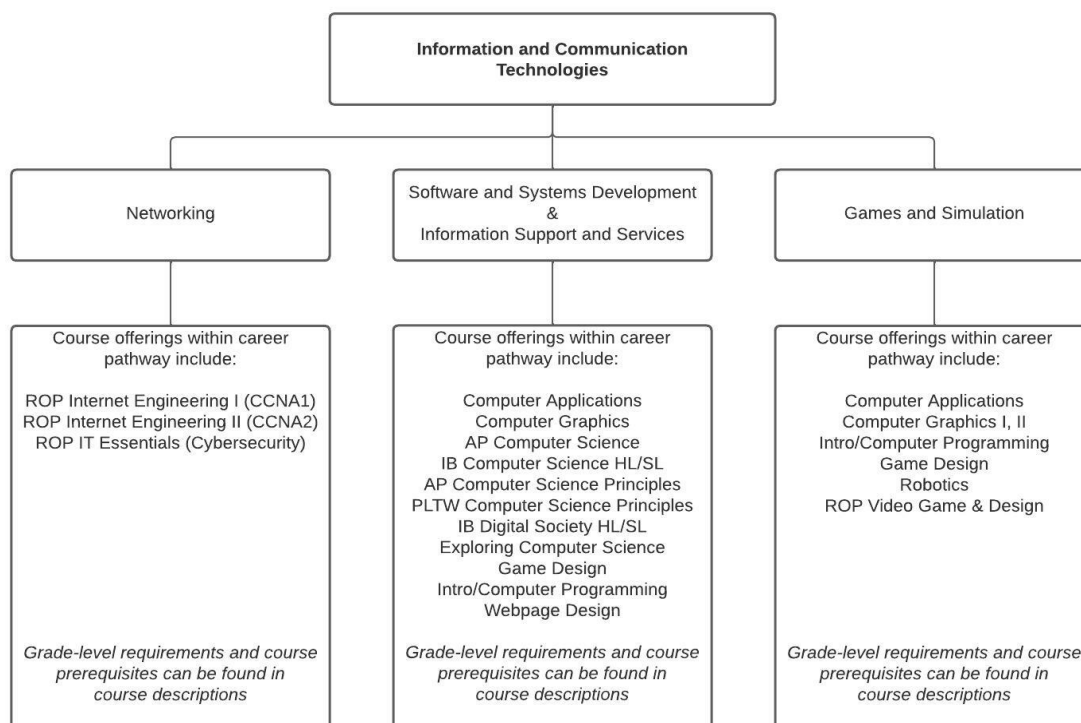 Information and Communication
Technologies
Networking
Software and Systems Development
&
Information Support and Services
Games and Simulation
Course offerings within career
pathway include:
ROP Internet Engineering I (CCNA1)
ROP Internet Engineering II (CCNA2)
ROP IT Essentials (Cybersecurity)
Grade-level requirements and course
prerequisites can be found in
course descriptions
Course offerings within career
pathway include:
Computer Applications
Computer Graphics
AP Computer Science
IB Computer Science HL/SL
AP Computer Science Principles
PLTW Computer Science Principles
IB Digital Society HL/SL
Exploring Computer Science
Game Design
Intro/Computer Programming
Webpage Design
Grade-level requirements and course
prerequisites can be found in
course descriptions
Course offerings within career
pathway include:
Computer Applications
Computer Graphics I, II
Intro/Computer Programming
Game Design
Robotics
ROP Video Game & Design
Grade-level requirements and course
prerequisites can be found in
course descriptions